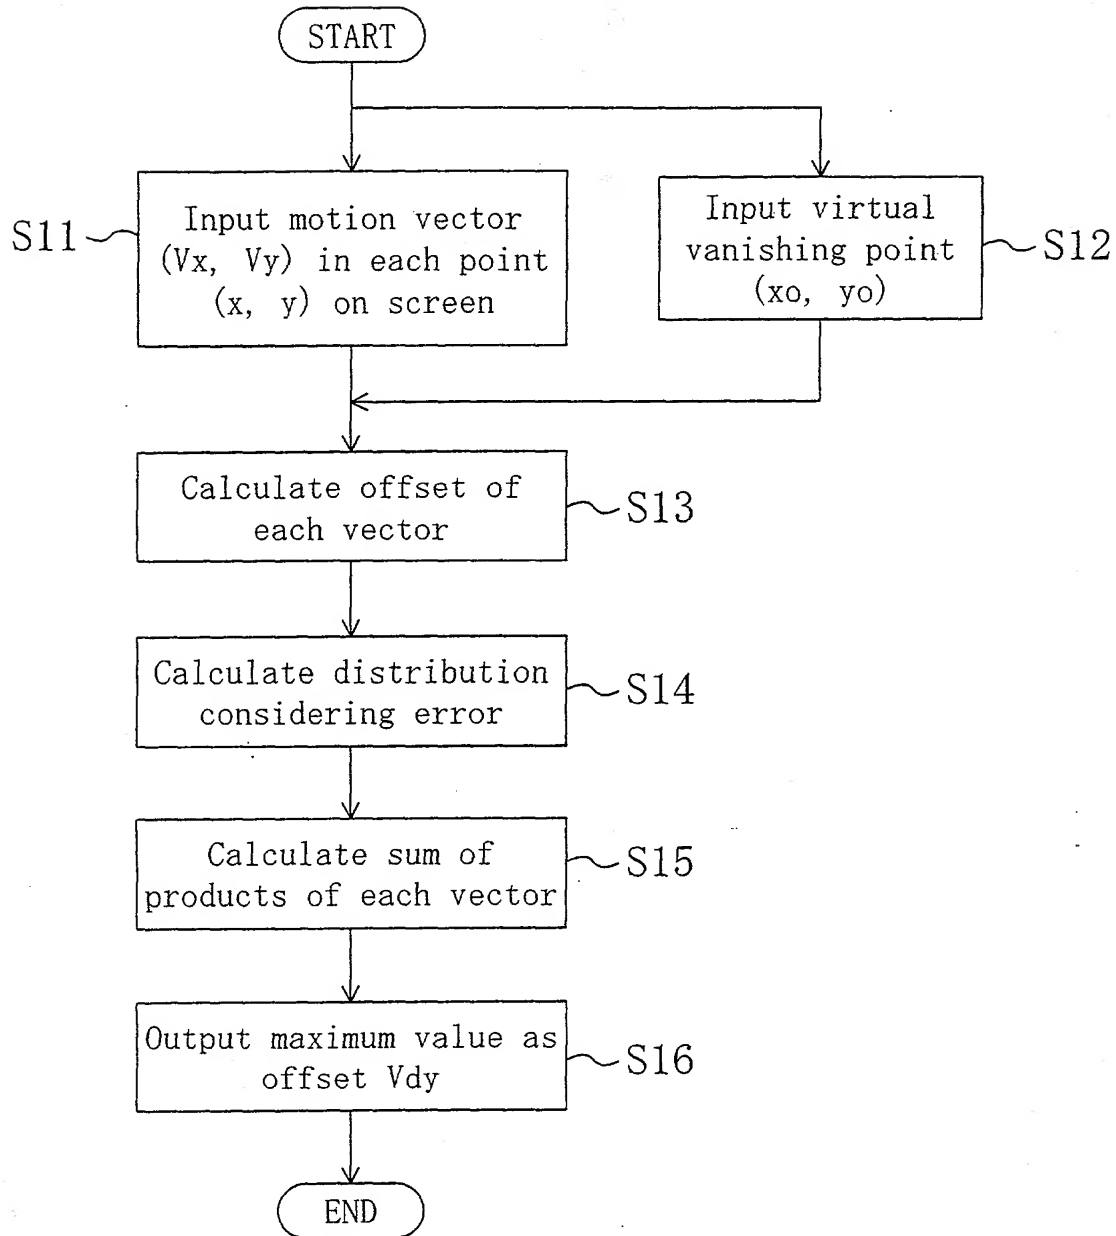 START
S11
Input motion vector
(Vx, Vy) in each point
(x, y) on screen
Input virtual
vanishing point
(xo, yo)
S12
Calculate offset of
each vector
S13
Calculate distribution
considering error
S14
Calculate sum of
products of each vector
S15
Output maximum value as
offset Vdy
S16
END